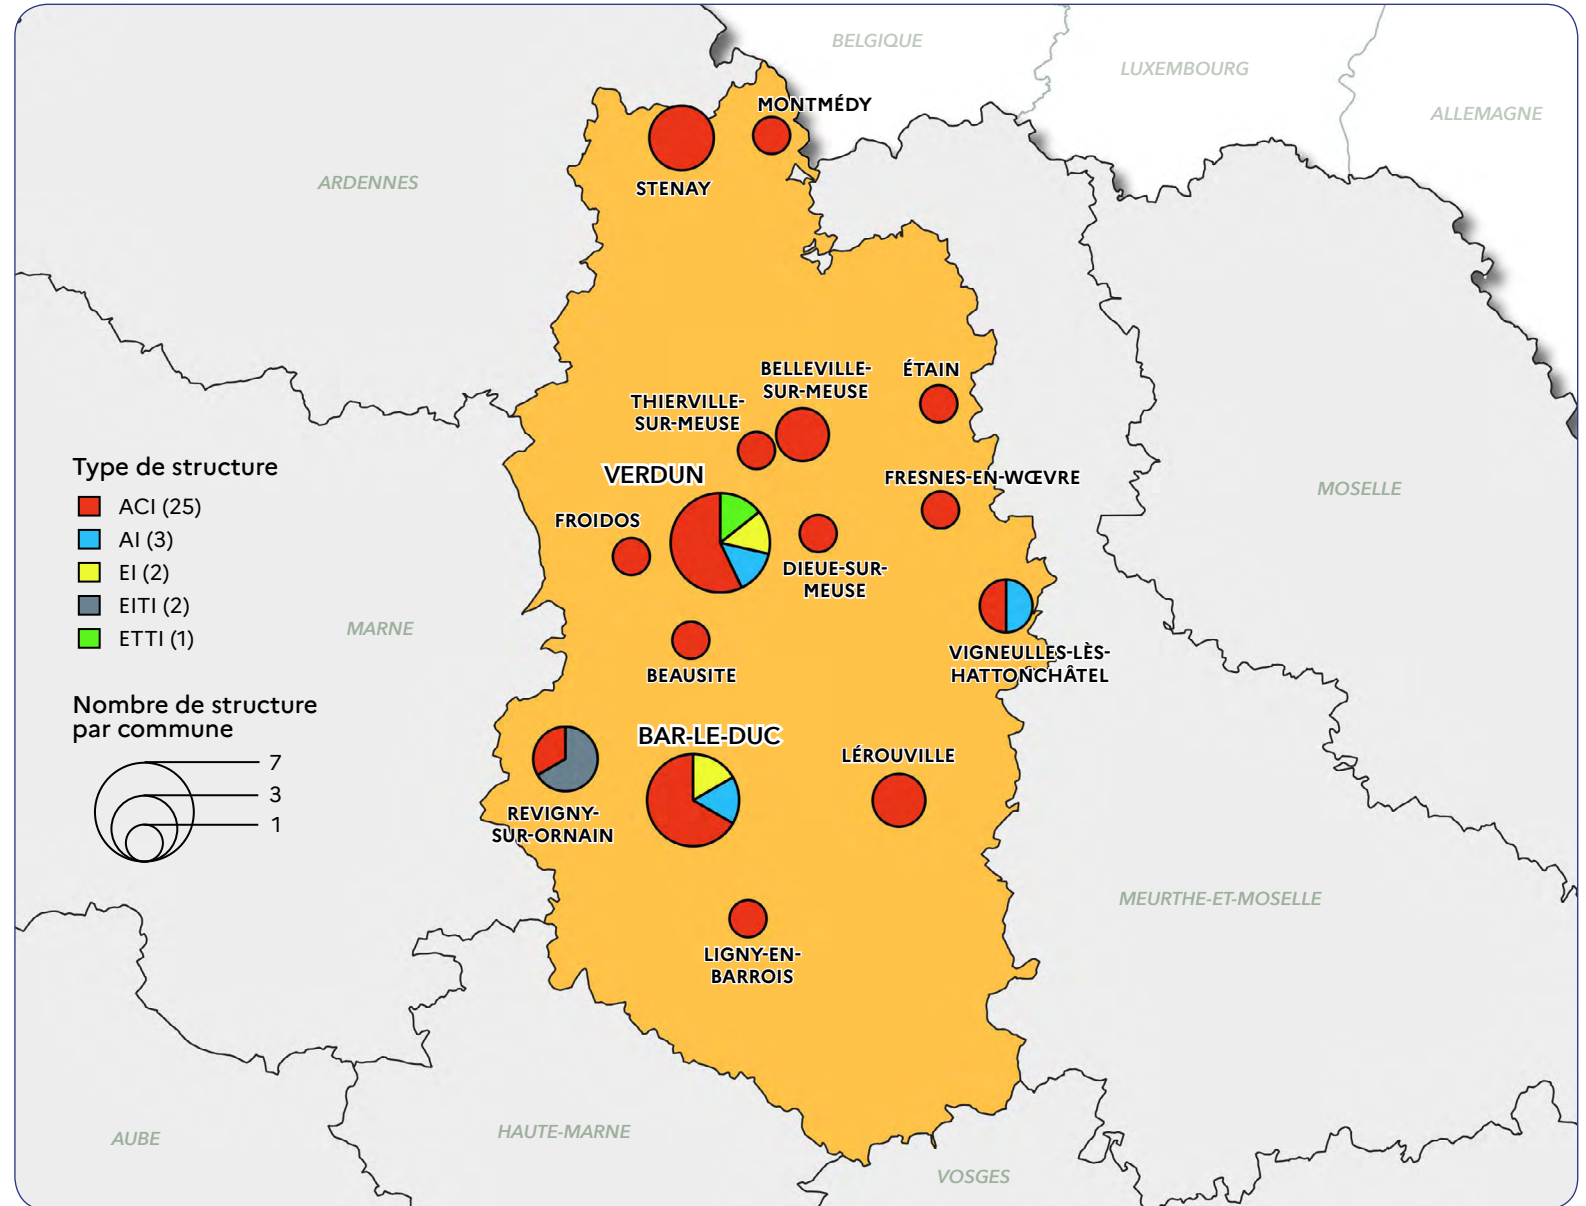 BELGIQUE
LUXEMBOURG
ALLEMAGNE
MONTMÉDY
ARDENNES
STENAY
BELLEVILLE-
SUR-MEUSE
ÉTAIN
THIERVILLE-
SUR-MEUSE
VERDUN
FRESNES-EN-WŒVRE
MOSELLE
FROIDOS
DIEUE-SUR-
MEUSE
Type de structure
ACI (25)
AI (3)
EI (2)
EITI (2)
ETTI (1)
MARNE
VIGNEULLES-LÈS-
HATTONCHÂTEL
BEAUSITE
Nombre de structure
par commune
7
3
1
BAR-LE-DUC
LÉROUVILLE
REVIGNY-
SUR-ORNAIN
MEURTHE-ET-MOSELLE
LIGNY-EN-
BARROIS
AUBE
HAUTE-MARNE
VOSGES